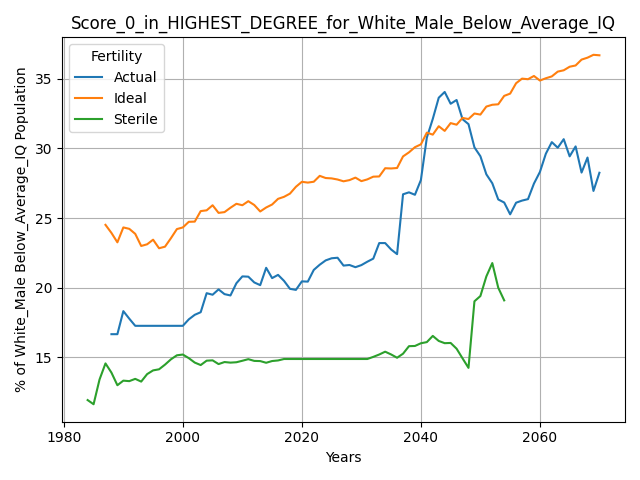 Score_0_in_HIGHEST_DEGREE_for_White_Male_Below_Average_IQ
Fertility
Actual
Ideal
Sterile
% of White_Male Below_Average_IQ Population
35
30
25
20
15
1980
2000
2020
2040
2060
Years